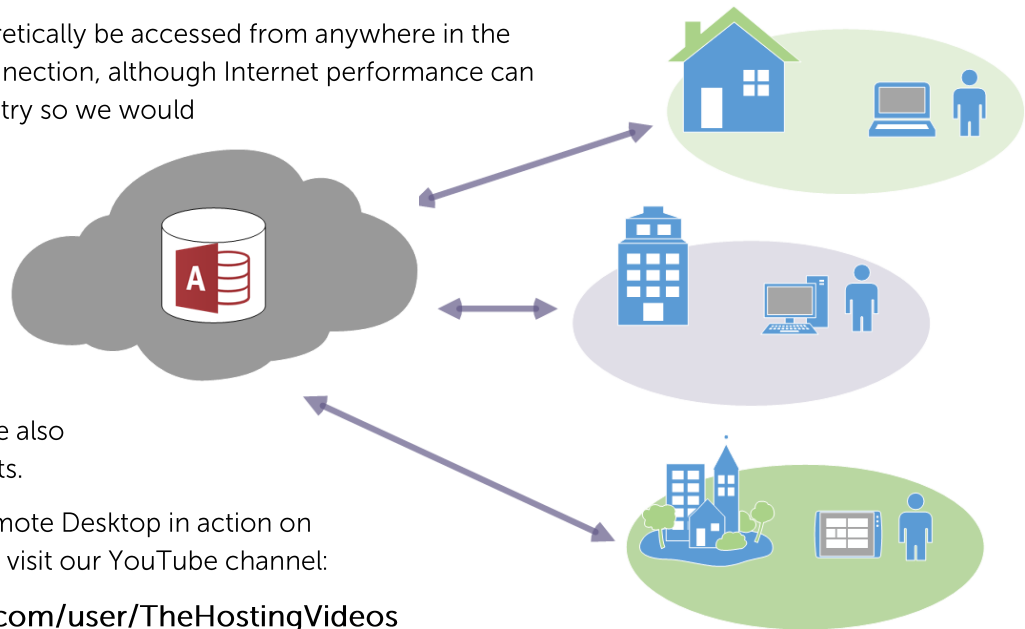 retically be accessed from anywhere in the
nnection, although Internet performance can
try so we would
A
e also
ts.
mote Desktop in action on
visit our YouTube channel:
com/user/TheHostingVideos